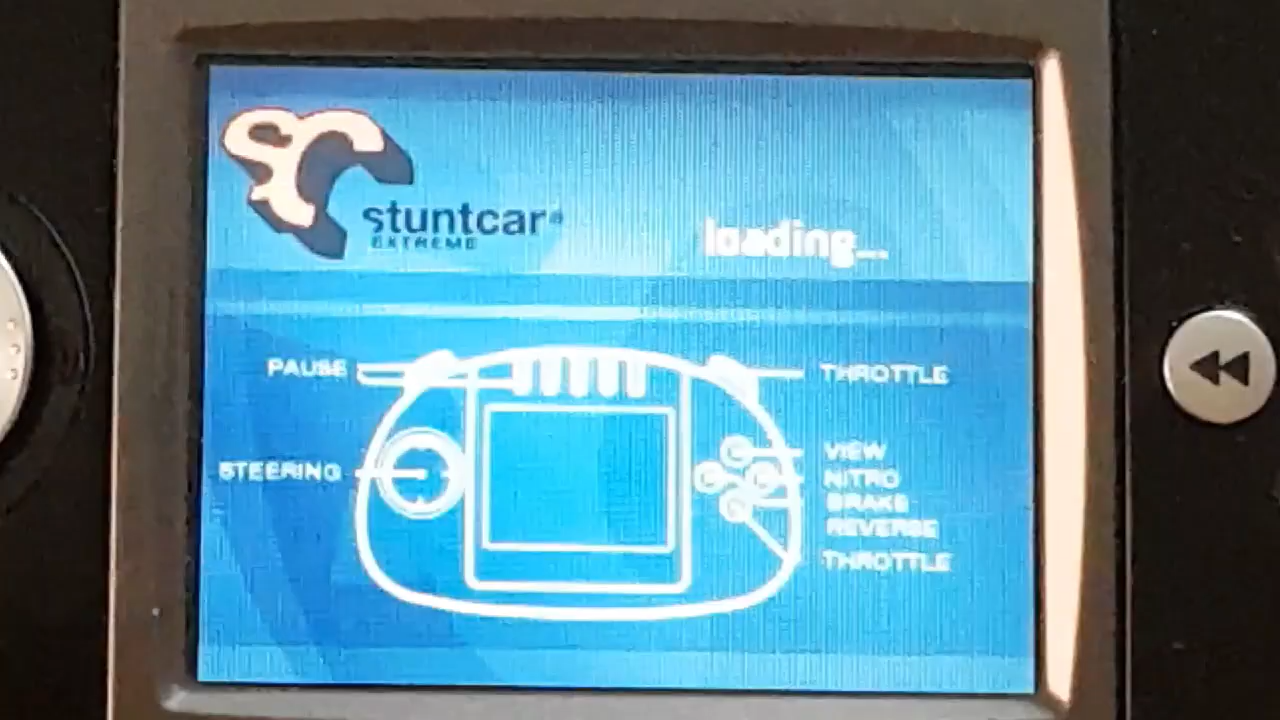 SC
stuntcar®
EXTREME
loading...
PAUSE
THROTTLE
STEERING
VIEW
NITRO
BRAKE
REVERSE
THROTTLE